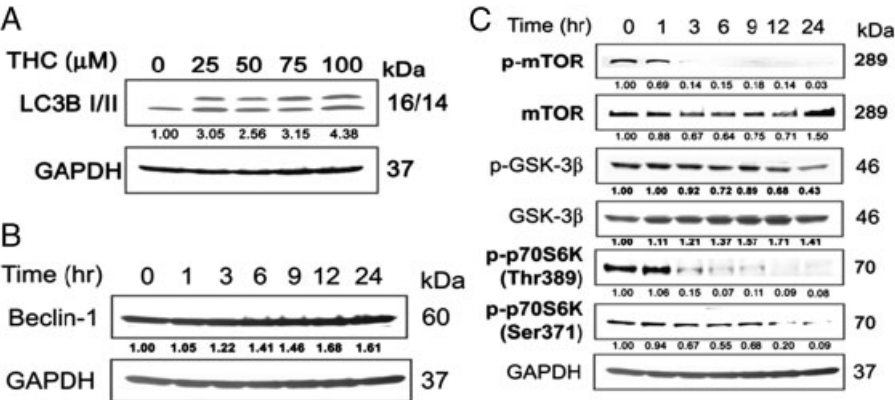 A
THC (μM) 0 25 50 75 100 kDa
LC3B I/II 16/14
1.00 3.05 2.56 3.15 4.38
GAPDH 37
B
Time (hr) 0 1 3 6 9 12 24 kDa
Beclin-1 60
1.00 1.05 1.22 1.41 1.46 1.68 1.61
GAPDH 37
C
Time (hr) 0 1 3 6 9 12 24 kDa
p-mTOR 289
1.00 0.69 0.14 0.15 0.18 0.14 0.03
mTOR 289
1.00 0.88 0.67 0.64 0.75 0.71 1.50
p-GSK-3β 46
1.00 1.00 0.92 0.72 0.89 0.68 0.43
GSK-3β 46
1.00 1.11 1.21 1.37 1.57 1.71 1.41
p-p70S6K
(Thr389) 70
1.00 1.06 0.15 0.07 0.11 0.09 0.08
p-p70S6K
(Ser371) 70
1.00 0.94 0.67 0.55 0.68 0.20 0.09
GAPDH 37